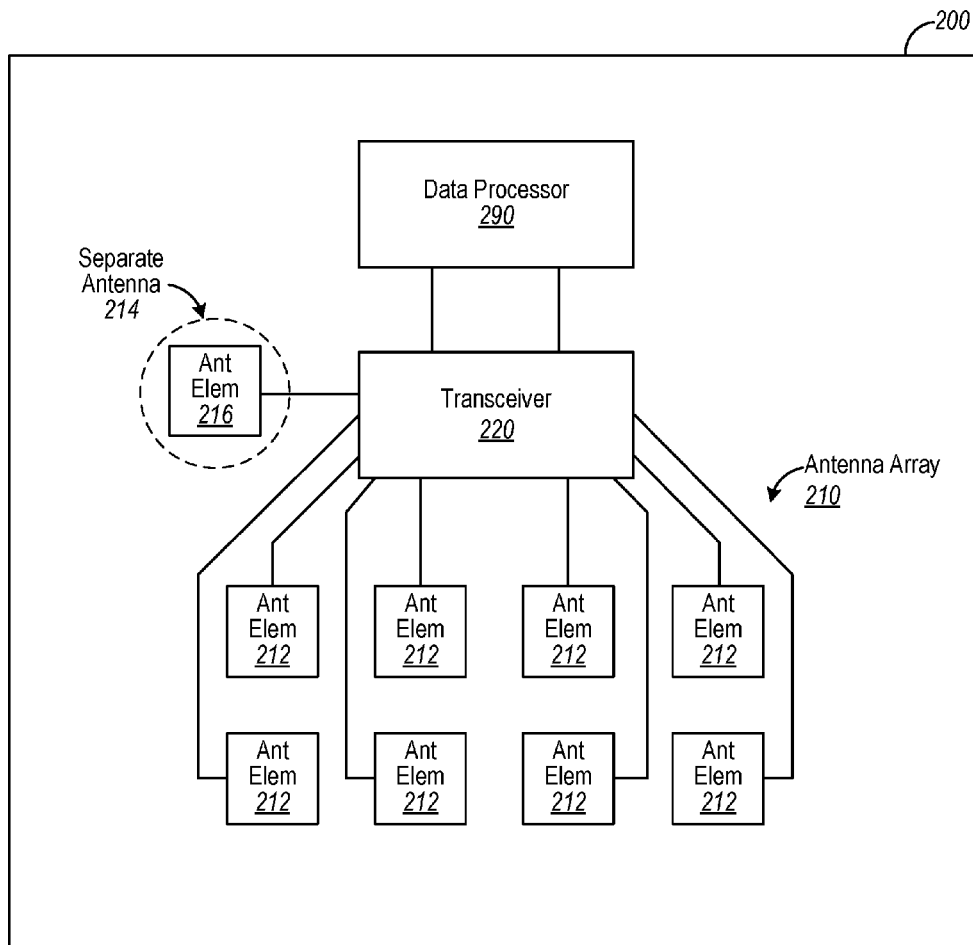 200
Data Processor
290
Separate
Antenna
214
Ant
Elem
216
Transceiver
220
Antenna Array
210
Ant
Elem
212
Ant
Elem
212
Ant
Elem
212
Ant
Elem
212
Ant
Elem
212
Ant
Elem
212
Ant
Elem
212
Ant
Elem
212